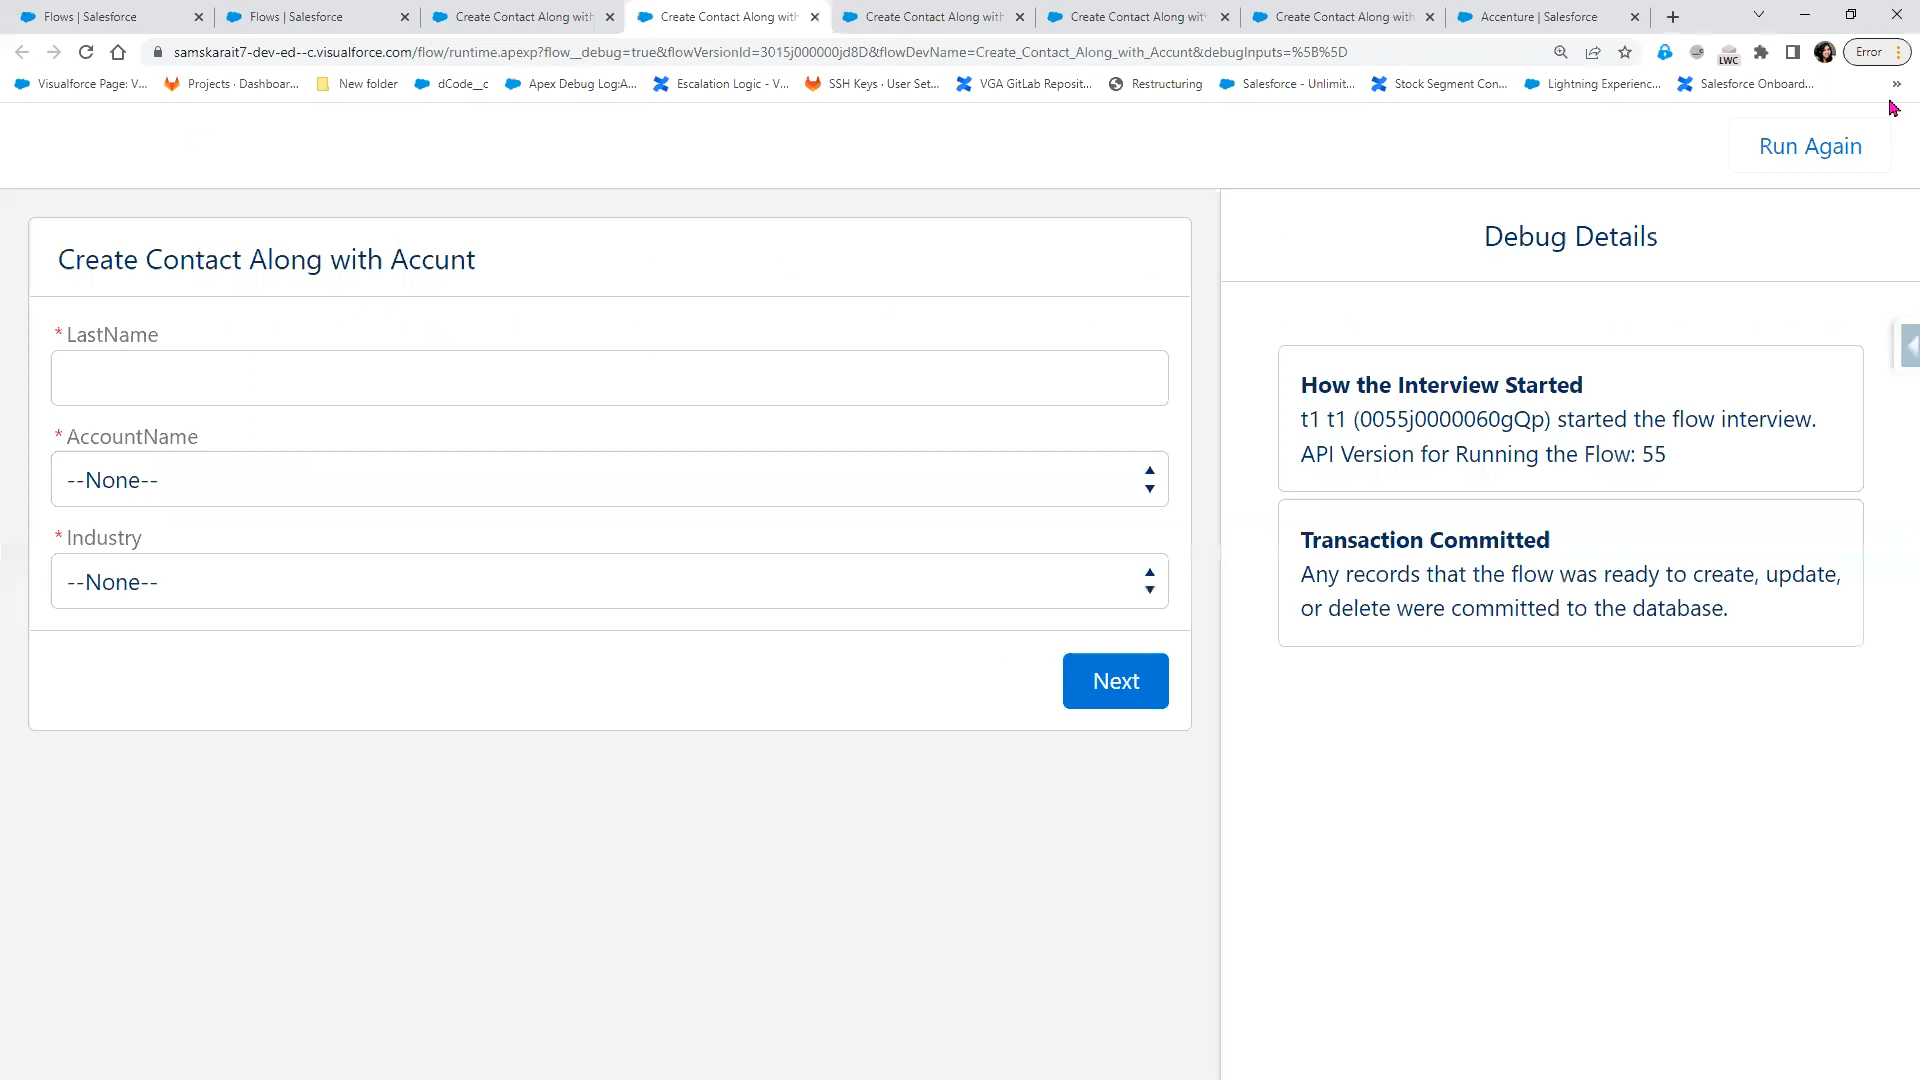 Flows | Salesforce
Flows | Salesforce
Create Contact Along with
Create Contact Along with
Create Contact Along with
Create Contact Along with
Create Contact Along with
Accenture | Salesforce
samskarait7-dev-ed--c.visualforce.com/flow/runtime.apexp?flow__debug=true&flowVersionId=3015j000000jd8D&flowDevName=Create_Contact_Along_with_Accunt&debugInputs=%5B%5D
LWC
Error
Visualforce Page: V...
Projects · Dashboar...
New folder
dCode__c
Apex Debug Log:A...
Escalation Logic - V...
SSH Keys · User Set...
VGA GitLab Reposit...
Restructuring
Salesforce - Unlimit...
Stock Segment Con...
Lightning Experienc...
Salesforce Onboard...
»
Run Again
Create Contact Along with Accunt
* LastName
* AccountName
--None--
* Industry
--None--
Next
Debug Details
How the Interview Started
t1 t1 (0055j0000060gQp) started the flow interview.
API Version for Running the Flow: 55
Transaction Committed
Any records that the flow was ready to create, update,
or delete were committed to the database.